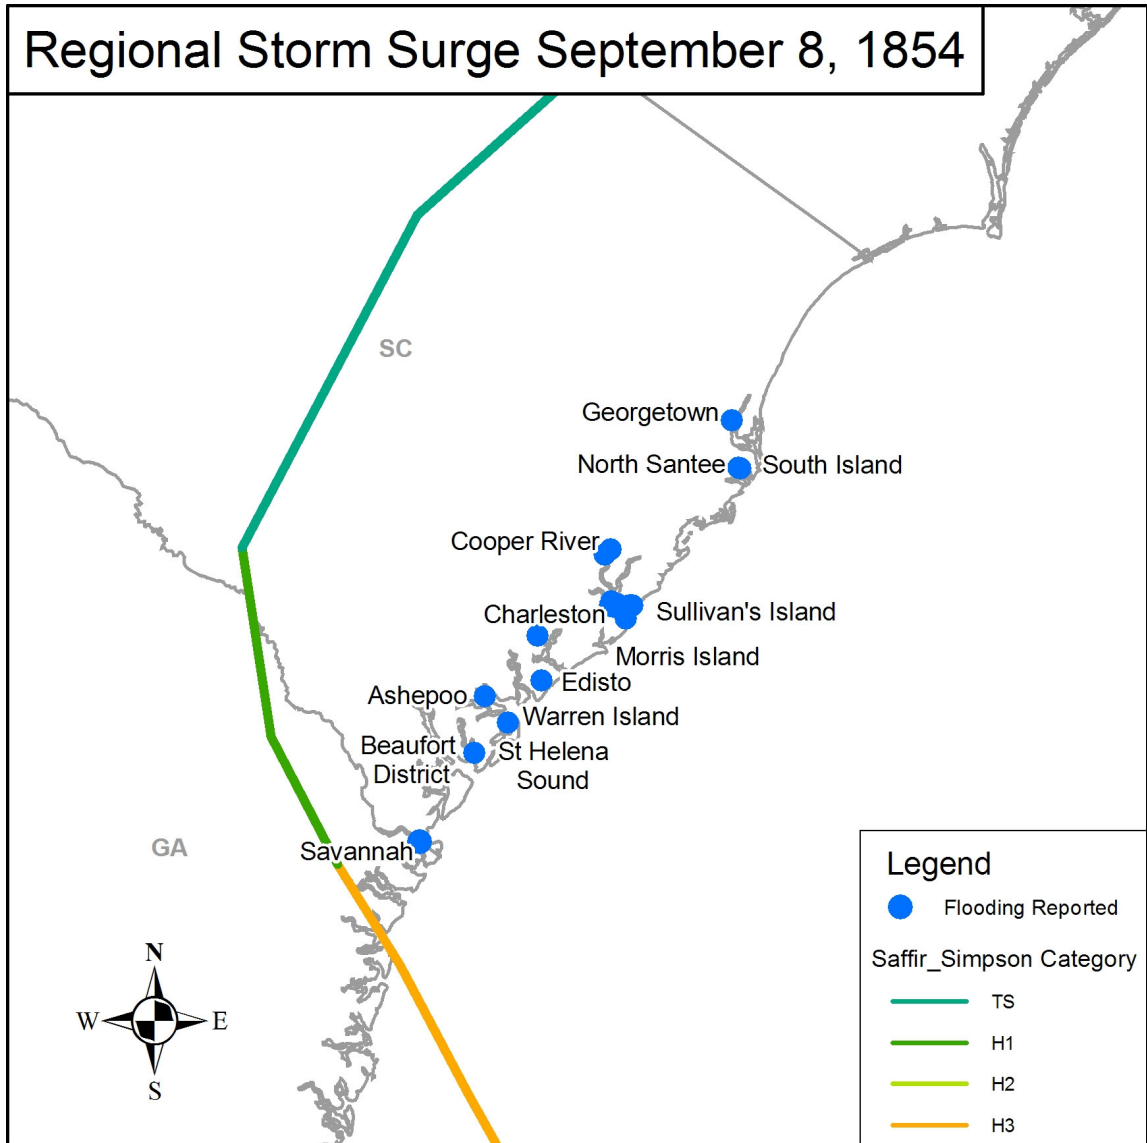 Regional Storm Surge September 8, 1854
SC
Georgetown
North Santee
South Island
Cooper River
Charleston
Sullivan's Island
Morris Island
Edisto
Ashepoo
Warren Island
Beaufort
District
St Helena
Sound
GA
Savannah
N
W
E
S
Legend
Flooding Reported
Saffir_Simpson Category
TS
H1
H2
H3